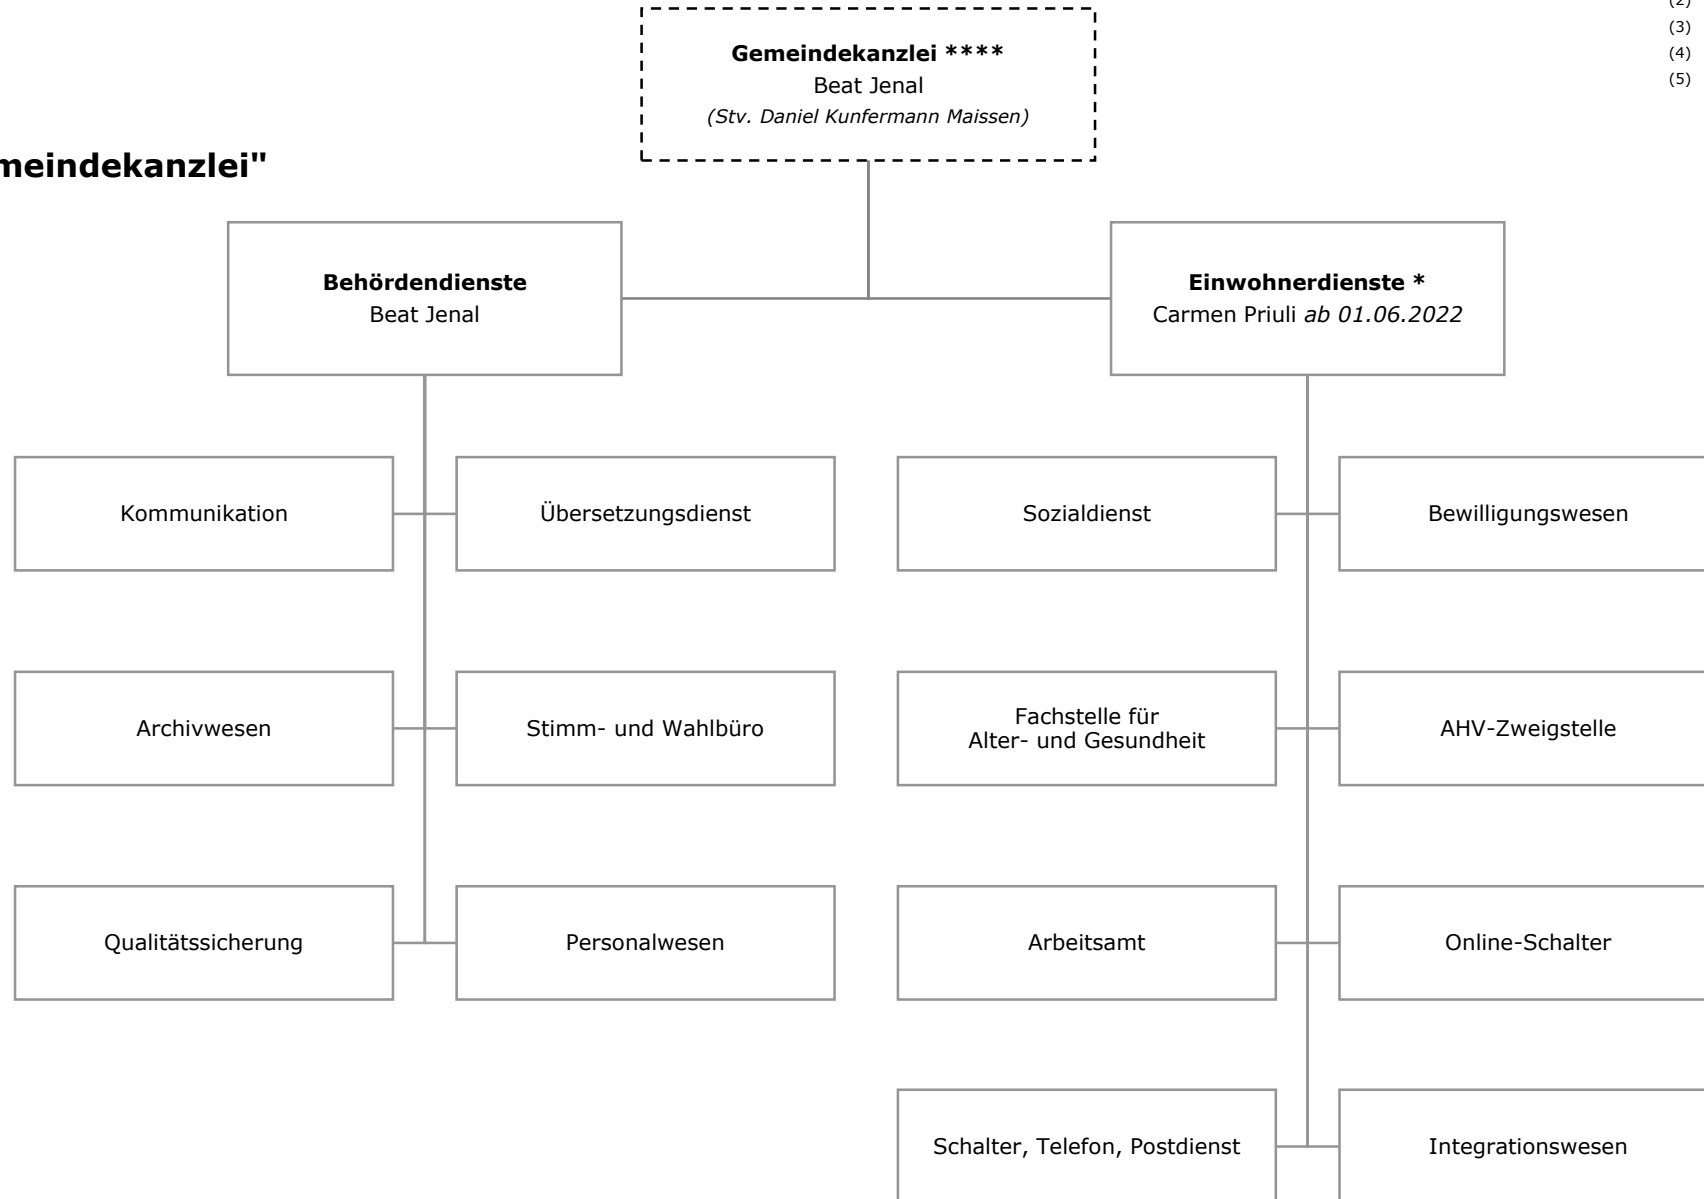 (2)
(3)
(4)
(5)
Gemeindekanzlei ****
Beat Jenal
(Stv. Daniel Kunfermann Maissen)
meindekanzlei"
Behördendienste
Beat Jenal
Einwohnerdienste *
Carmen Priuli ab 01.06.2022
Kommunikation
Übersetzungsdienst
Sozialdienst
Bewilligungswesen
Archivwesen
Stimm- und Wahlbüro
Fachstelle für
Alter- und Gesundheit
AHV-Zweigstelle
Qualitätssicherung
Personalwesen
Arbeitsamt
Online-Schalter
Schalter, Telefon, Postdienst
Integrationswesen